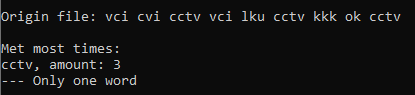 Origin file: vci cvi cctv vci lku cctv kkk ok cctv
Met most times:
cctv, amount: 3
--- Only one word